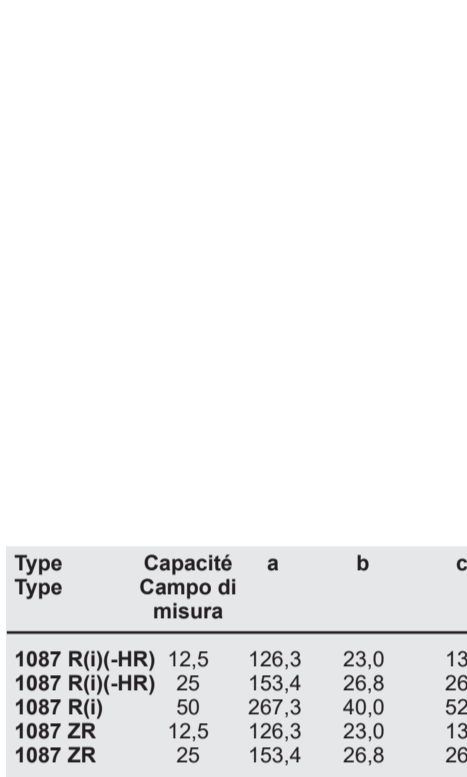 Type Capacité a b c
Type Campo di
misura
1087 R(i)(-HR) 12,5 126,3 23,0 13
1087 R(i)(-HR) 25 153,4 26,8 26
1087 R(i) 50 267,3 40,0 52
1087 ZR 12,5 126,3 23,0 13
1087 ZR 25 153,4 26,8 26